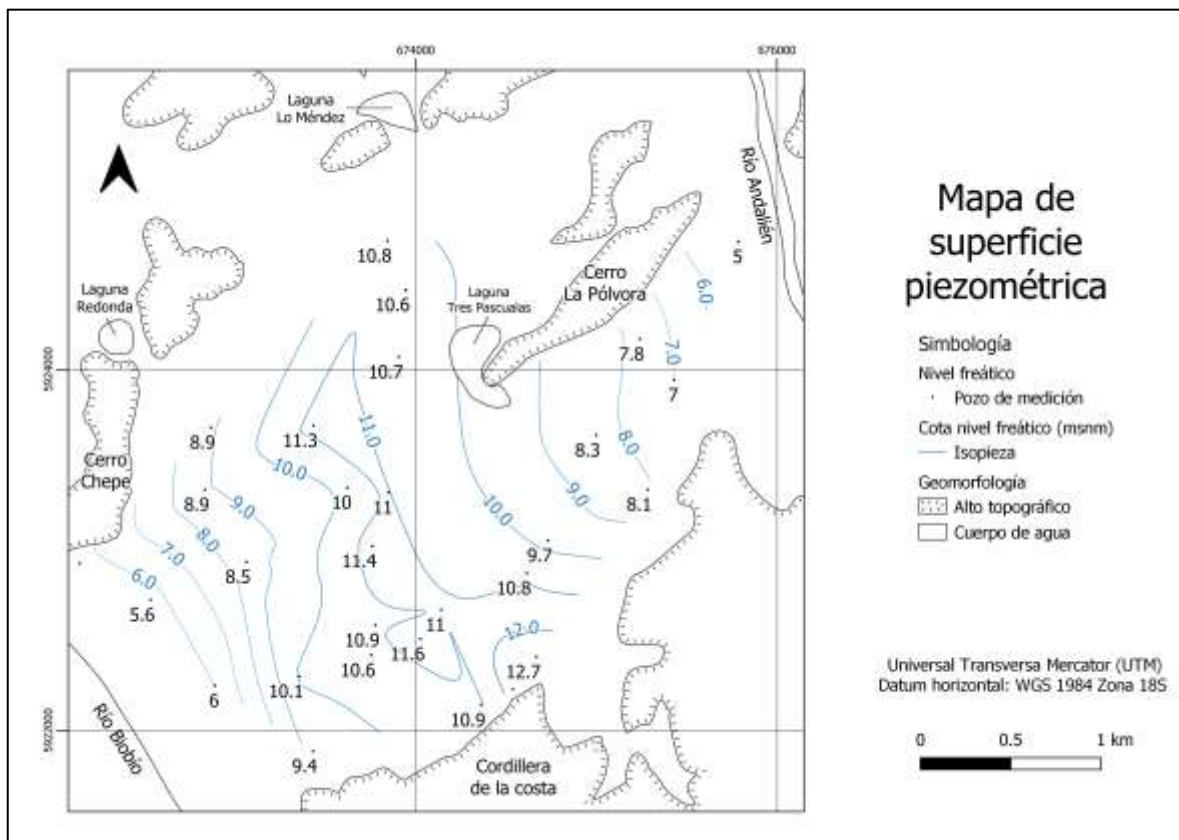 674000
676000
Laguna
Lo Méndez
Río Andalién
10.8
5
Cerro
La Pólvora
6.0
Laguna
Redonda
10.6
Laguna
Tres Pascualas
7.0
7.8
5924000
10.7
7
8.9
11.3
11.0
8.3
8.0
Cerro
Chepe
10.0
9.0
8.9
9.0
10
11
10.0
8.1
8.0
7.0
11.4
9.7
6.0
8.5
10.8
5.6
10.9
11
12.0
11.6
10.6
12.7
6
10.1
10.9
5922000
Río Biobío
9.4
Cordillera
de la costa
Mapa de
superficie
piezométrica
Simbología
Nivel freático
Pozo de medición
Cota nivel freático (msnm)
Isopieza
Geomorfología
Alto topográfico
Cuerpo de agua
Universal Transversa Mercator (UTM)
Datum horizontal: WGS 1984 Zona 18S
0 0.5 1 km